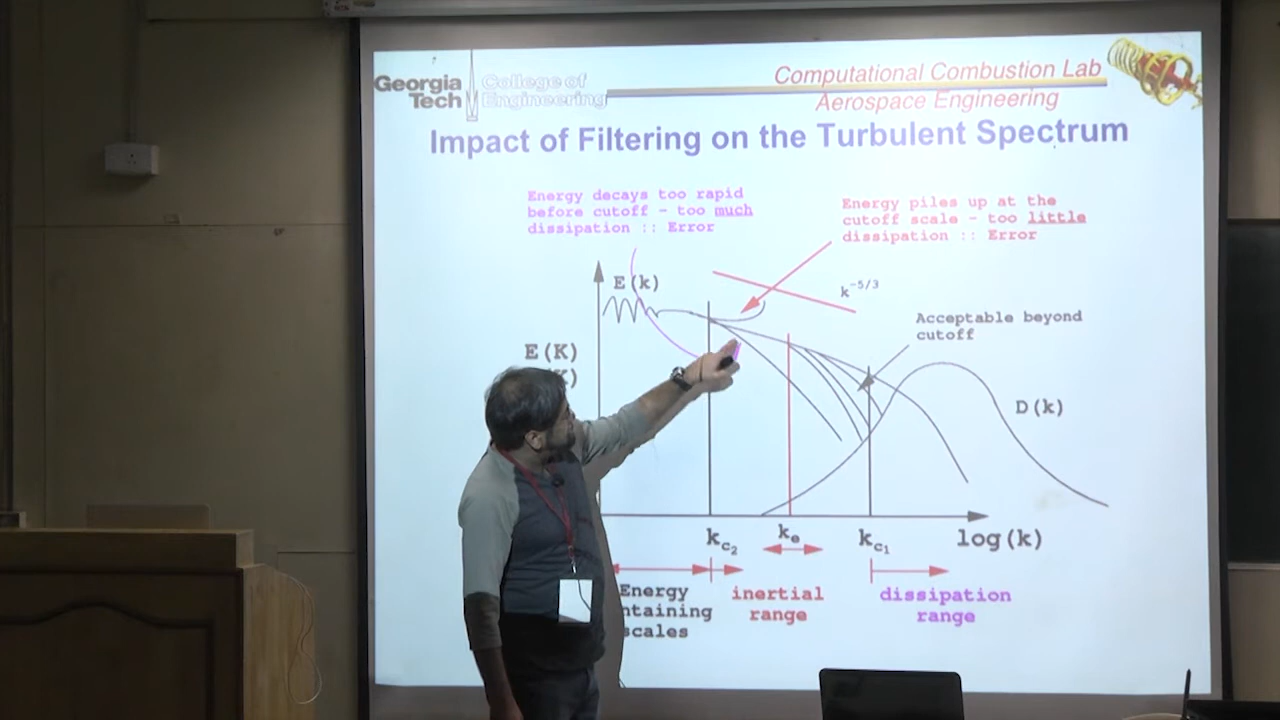 Georgia
Tech
College of
Engineering
Computational Combustion Lab
Aerospace Engineering
Impact of Filtering on the Turbulent Spectrum
Energy decays too rapid
before cutoff - too much
dissipation :: Error
Energy piles up at the
cutoff scale - too little
dissipation :: Error
E(k)
k-5/3
Acceptable beyond
cutoff
E(K)
K)
D(k)
kc2
ke
kc1
log(k)
Energy
ntaining
scales
inertial
range
dissipation
range